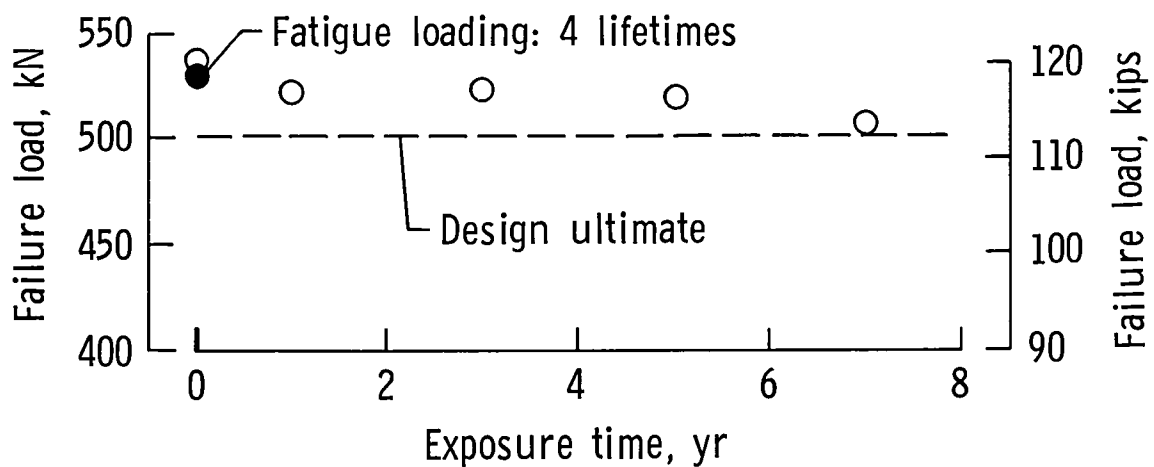 Failure load, kN
550
500
450
400
Fatigue loading: 4 lifetimes
Design ultimate
120
110
100
90
Failure load, kips
0 2 4 6 8
Exposure time, yr